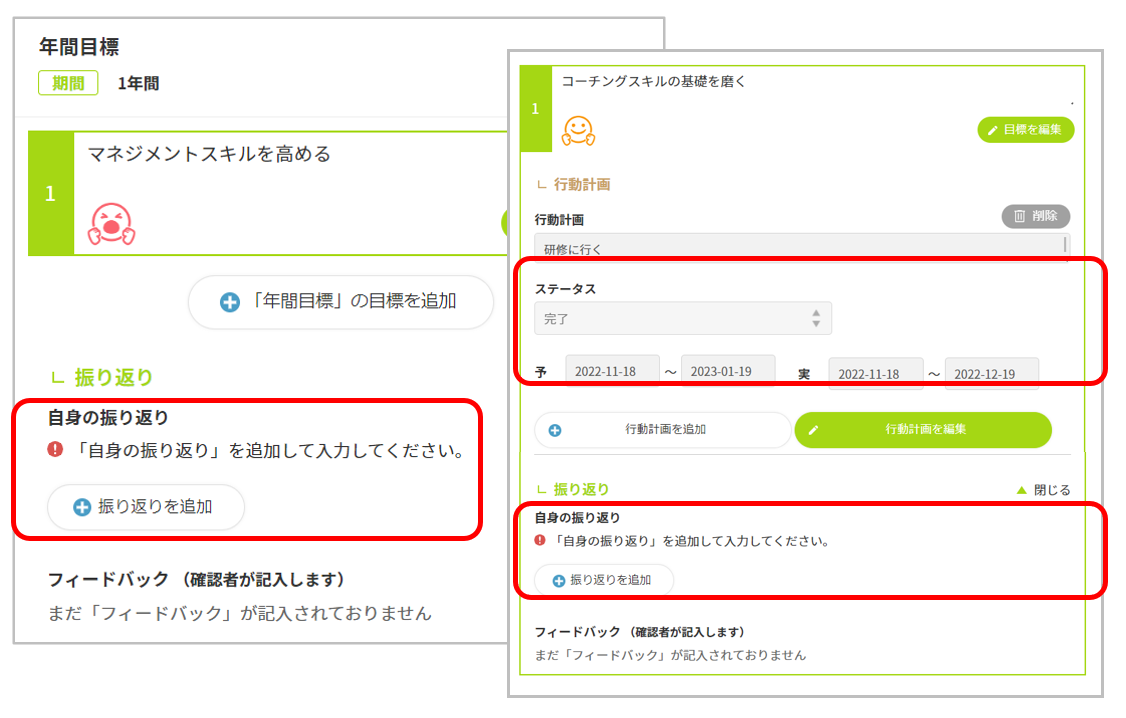 年間目標
期間 1年間
1 マネジメントスキルを高める
「年間目標」の目標を追加
振り返り
自身の振り返り
「自身の振り返り」を追加して入力してください。
振り返りを追加
フィードバック （確認者が記入します）
まだ「フィードバック」が記入されておりません
1 コーチングスキルの基礎を磨く
.
目標を編集
行動計画
行動計画 削除
研修に行く
ステータス
完了
予 2022-11-18 ～ 2023-01-19 実 2022-11-18 ～ 2022-12-19
行動計画を追加 行動計画を編集
振り返り 閉じる
自身の振り返り
「自身の振り返り」を追加して入力してください。
振り返りを追加
フィードバック （確認者が記入します）
まだ「フィードバック」が記入されておりません